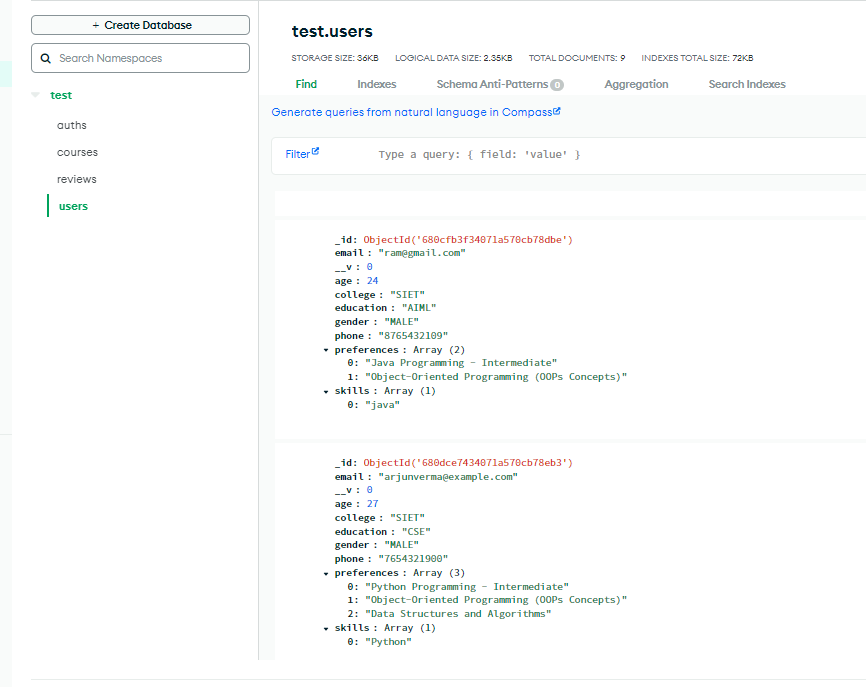 + Create Database
Search Namespaces
test
auths
courses
reviews
users
test.users
STORAGE SIZE: 36KB LOGICAL DATA SIZE: 2.35KB TOTAL DOCUMENTS: 9 INDEXES TOTAL SIZE: 72KB
Find Indexes Schema Anti-Patterns 0 Aggregation Search Indexes
Generate queries from natural language in Compass
Filter Type a query: { field: 'value' }
_id: ObjectId('680cfb3f34071a570cb78dbe')
email : "ram@gmail.com"
__v : 0
age : 24
college : "SIET"
education : "AIML"
gender : "MALE"
phone : "8765432109"
preferences : Array (2)
0: "Java Programming - Intermediate"
1: "Object-Oriented Programming (OOPs Concepts)"
skills : Array (1)
0: "java"
_id: ObjectId('680dce7434071a570cb78eb3')
email : "arjunverma@example.com"
__v : 0
age : 27
college : "SIET"
education : "CSE"
gender : "MALE"
phone : "7654321900"
preferences : Array (3)
0: "Python Programming - Intermediate"
1: "Object-Oriented Programming (OOPs Concepts)"
2: "Data Structures and Algorithms"
skills : Array (1)
0: "Python"